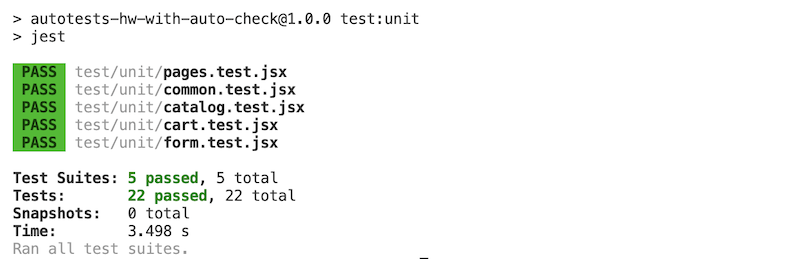 > autotests-hw-with-auto-check@1.0.0 test:unit
> jest
PASS test/unit/pages.test.jsx
PASS test/unit/common.test.jsx
PASS test/unit/catalog.test.jsx
PASS test/unit/cart.test.jsx
PASS test/unit/form.test.jsx
Test Suites: 5 passed, 5 total
Tests: 22 passed, 22 total
Snapshots: 0 total
Time: 3.498 s
Ran all test suites.